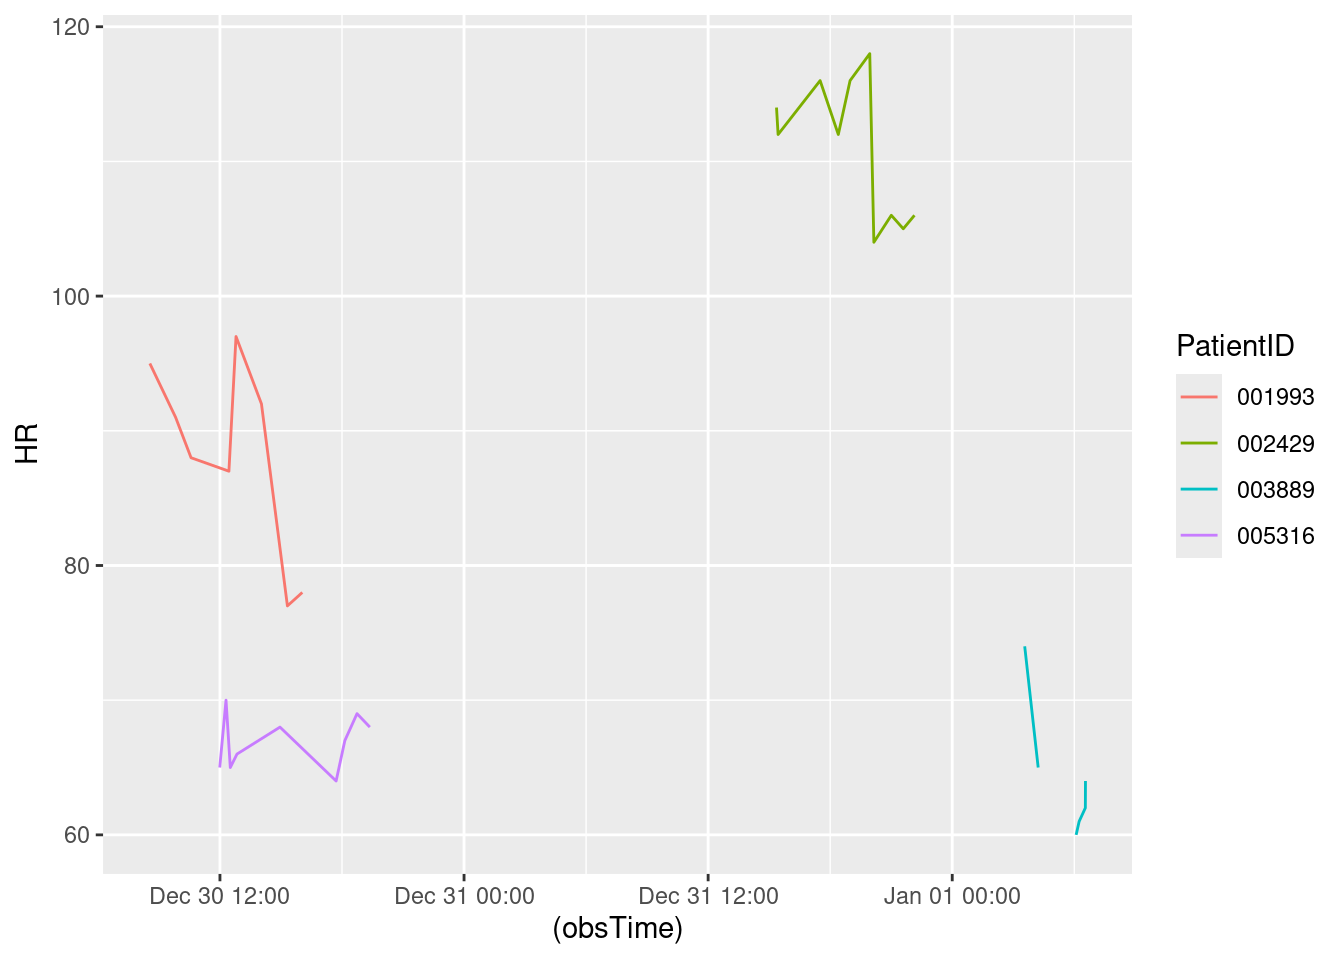 120
100
80
60
HR
Dec 30 12:00
Dec 31 00:00
Dec 31 12:00
Jan 01 00:00
(obsTime)
PatientID
001993
002429
003889
005316